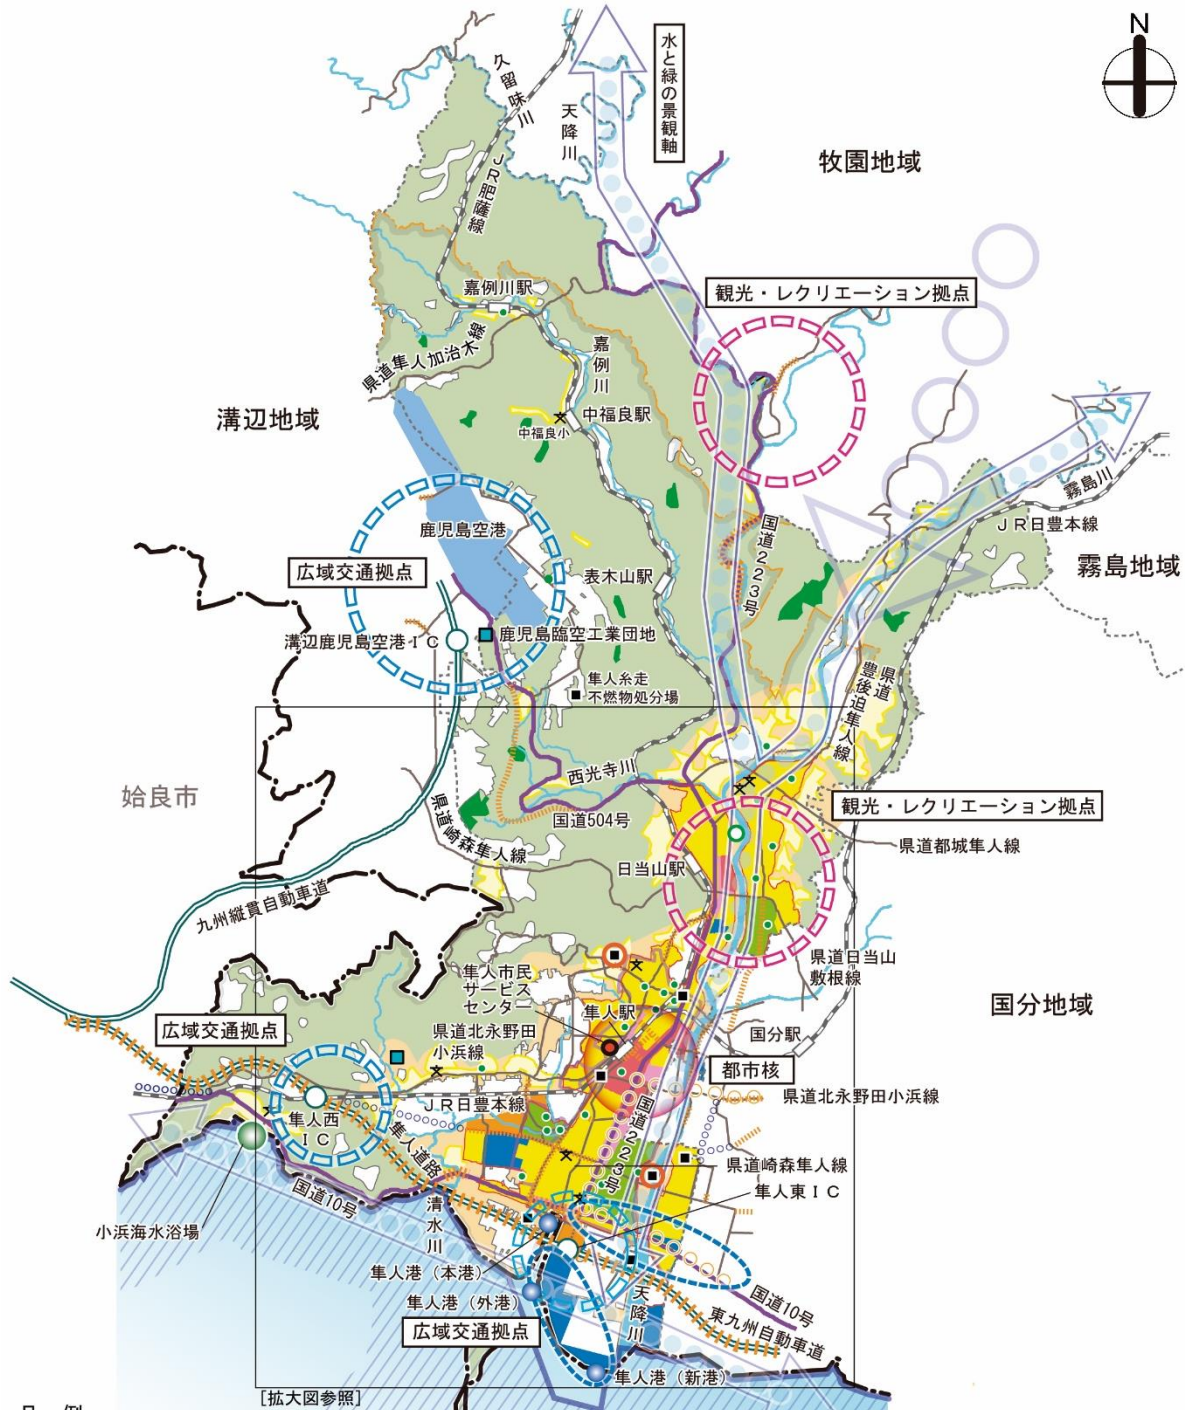 N
水と緑の景観軸
久留味川
天降川
JR肥薩線
牧園地域
観光・レクリエーション拠点
嘉例川駅
県道隼人加治木線
嘉例川
中福良駅
中福良小
溝辺地域
霧島川
JR日豊本線
鹿児島空港
国道223号
広域交通拠点
表木山駅
霧島地域
溝辺鹿児島空港IC
鹿児島臨空工業団地
隼人糸走
不燃物処分場
県道
豊後迫隼人線
西光寺川
姶良市
県道崎森隼人線
国道504号
観光・レクリエーション拠点
県道都城隼人線
日当山駅
九州縦貫自動車道
県道日当山
敷根線
隼人市民
サービス
センター
隼人駅
国分地域
広域交通拠点
県道北永野田
小浜線
国分駅
都市核
JR日豊本線
県道北永野田小浜線
隼人西
IC
隼人道路
国道223号
県道崎森隼人線
国道10号
隼人東IC
清水川
小浜海水浴場
隼人港（本港）
隼人港（外港）
天降川
国道10号
広域交通拠点
東九州自動車道
隼人港（新港）
[拡大図参照]
凡 例